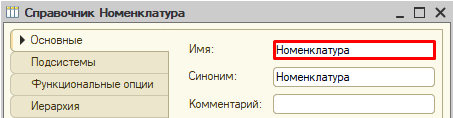 Справочник Номенклатура
Основные
Подсистемы
Функциональные опции
Иерархия
Имя: Номенклатура
Синоним: Номенклатура
Комментарий: